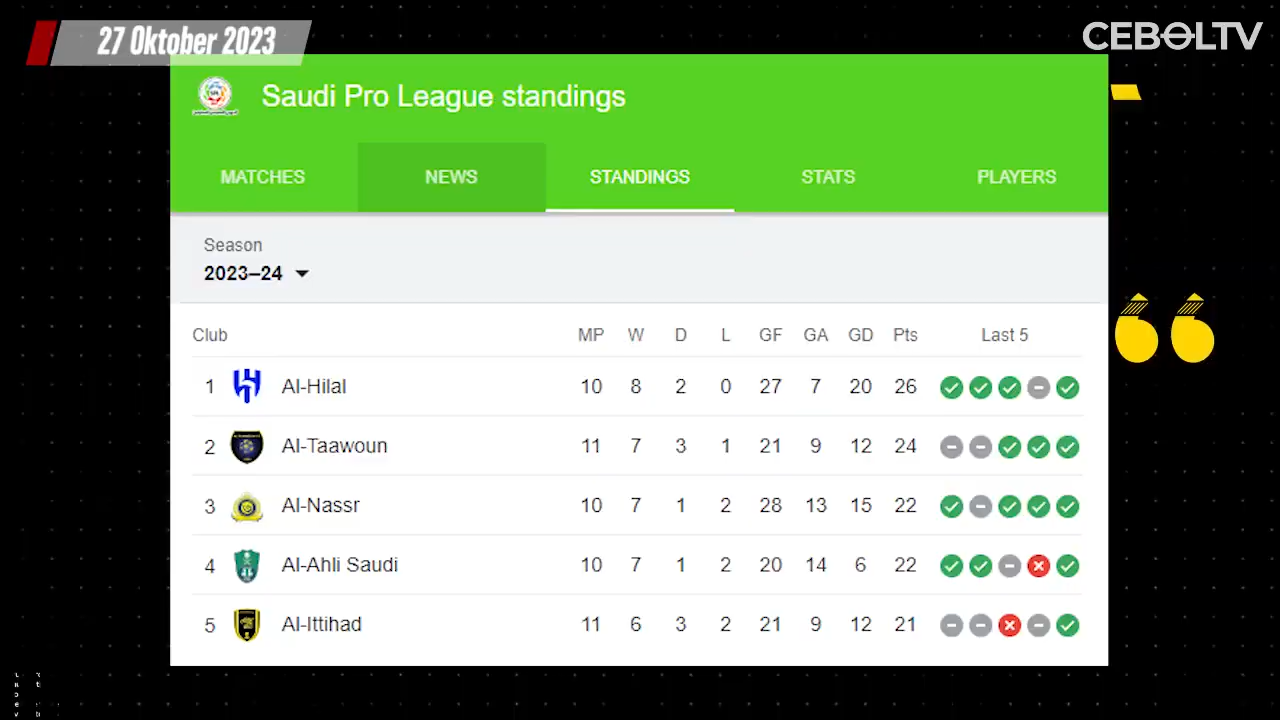 27 Oktober 2023
CEBOLTV
Saudi Pro League standings
MATCHES NEWS STANDINGS STATS PLAYERS
Season
2023–24
Club MP W D L GF GA GD Pts Last 5
1 Al-Hilal 10 8 2 0 27 7 20 26
2 Al-Taawoun 11 7 3 1 21 9 12 24
3 Al-Nassr 10 7 1 2 28 13 15 22
4 Al-Ahli Saudi 10 7 1 2 20 14 6 22
5 Al-Ittihad 11 6 3 2 21 9 12 21